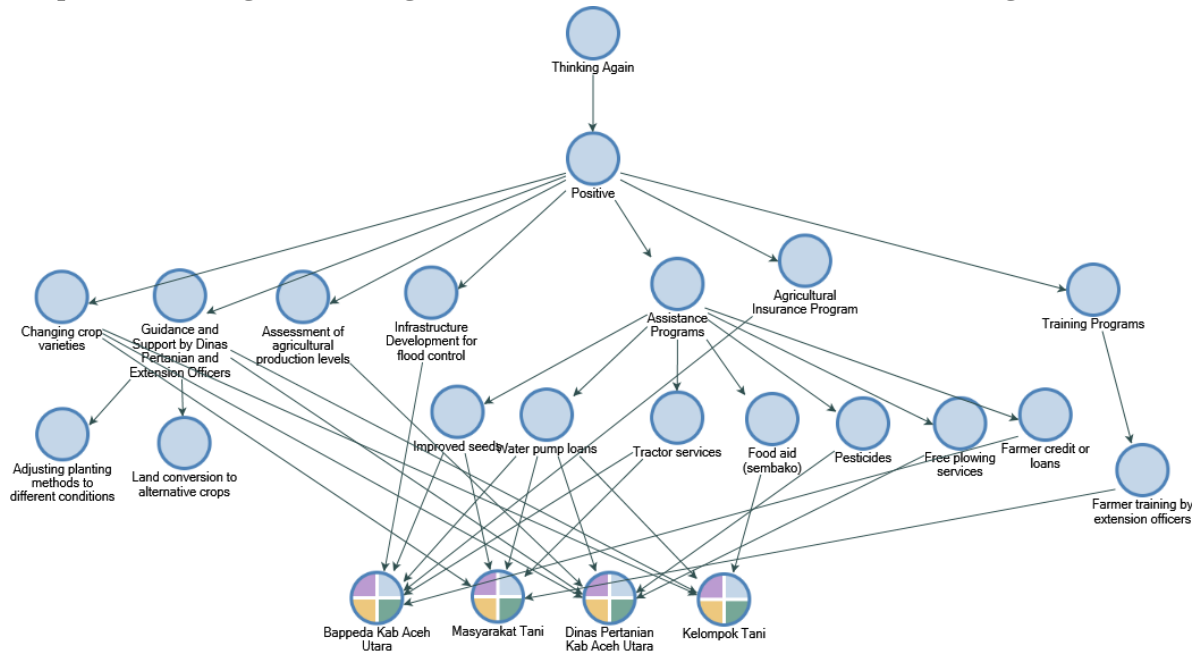 Thinking Again
Positive
Changing crop
varieties
Guidance and
Support by Dinas
Pertanian and
Extension Officers
Assessment of
agricultural
production levels
Infrastructure
Development for
flood control
Assistance
Programs
Agricultural
Insurance Program
Training Programs
Adjusting planting
methods to
different conditions
Land conversion to
alternative crops
Improved seeds
Water pump loans
Tractor services
Food aid
(sembako)
Pesticides
Free plowing
services
Farmer credit or
loans
Farmer training by
extension officers
Bappeda Kab Aceh
Utara
Masyarakat Tani
Dinas Pertanian
Kab Aceh Utara
Kelompok Tani